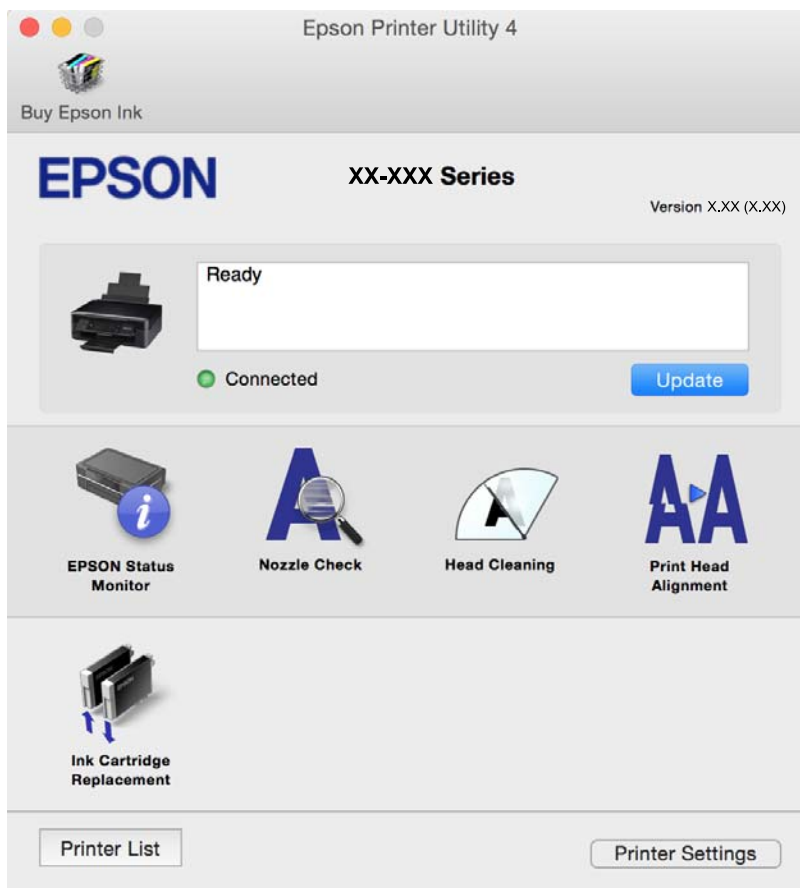 Epson Printer Utility 4
Buy Epson Ink
EPSON
XX-XXX Series
Version X.XX (X.XX)
Ready
Connected
Update
EPSON Status
Monitor
Nozzle Check
Head Cleaning
Print Head
Alignment
Ink Cartridge
Replacement
Printer List
Printer Settings